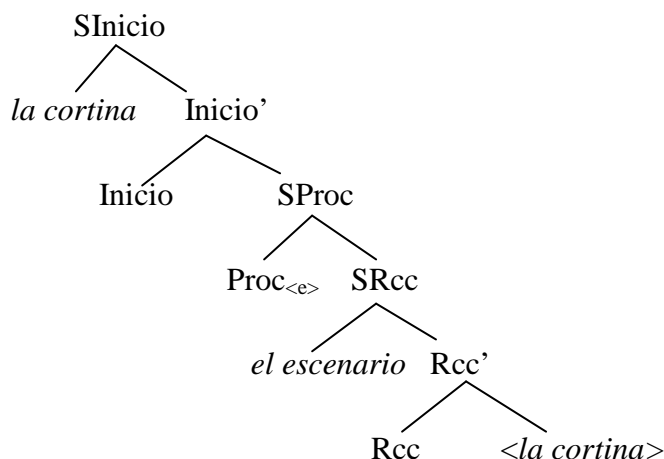 SInicio
la cortina Inicio’
Inicio SProc
Proc<e> SRcc
el escenario Rcc’
Rcc <la cortina>